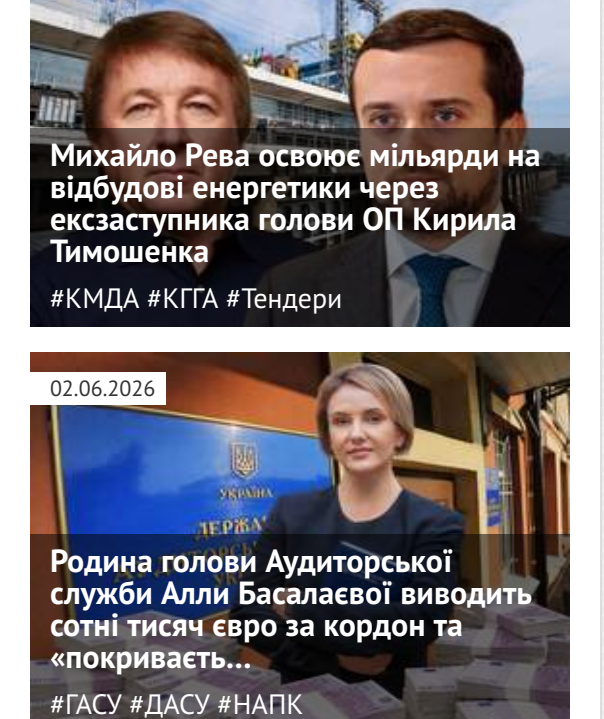 Михайло Рева освоює мільярди на
відбудові енергетики через
ексзаступника голови ОП Кирила
Тимошенка
#КМДА #КГГА #Тендери
02.06.2026
УКРАЇНА
Родина голови Аудиторської
служби Алли Басалаєвої виводить
сотні тисяч євро за кордон та
«покриваєть...
#ГАСУ #ДАСУ #НАПК